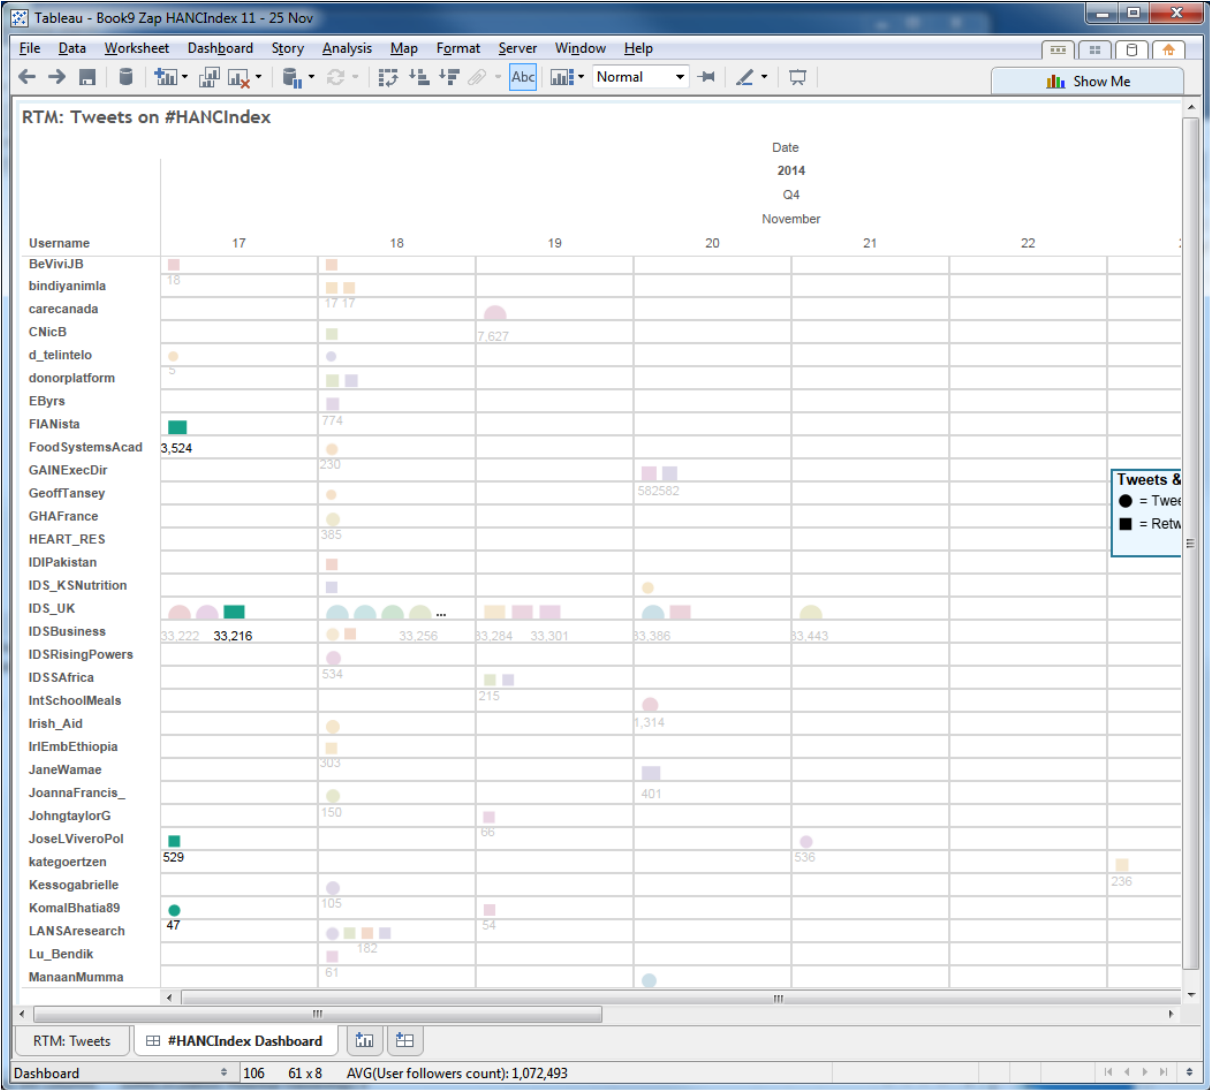 Tableau - Book9 Zap HANCIndex 11 - 25 Nov
File Data Worksheet Dashboard Story Analysis Map Format Server Window Help
Abc Normal Show Me
RTM: Tweets on #HANCIndex
Date
2014
Q4
November
Username 17 18 19 20 21 22
BeViviJB
18
bindiyanimla
17 17
carecanada
7,627
CNicB
d_telintelo
5
donorplatform
EByrs
774
FIANista
3,524
FoodSystemsAcad
230
GAINExecDir
582582
GeoffTansey
GHAFrance
385
HEART_RES
IDIPakistan
IDS_KSNutrition
IDS_UK ...
33,222 33,216 33,256 33,284 33,301 33,386 33,443
IDSBusiness
IDSRisingPowers
534
IDSSAfrica
215
IntSchoolMeals
1,314
Irish_Aid
IrlEmbEthiopia
303
JaneWamae
401
JoannaFrancis_
150
JohngtaylorG
66
JoseLViveroPol
529 536
kategoertzen
236
Kessogabrielle
105
KomalBhatia89
47 54
LANSAresearch
182
Lu_Bendik
61
ManaanMumma
Tweets &
= Twee
= Retw
RTM: Tweets #HANCIndex Dashboard
Dashboard 106 61 x 8 AVG(User followers count): 1,072,493